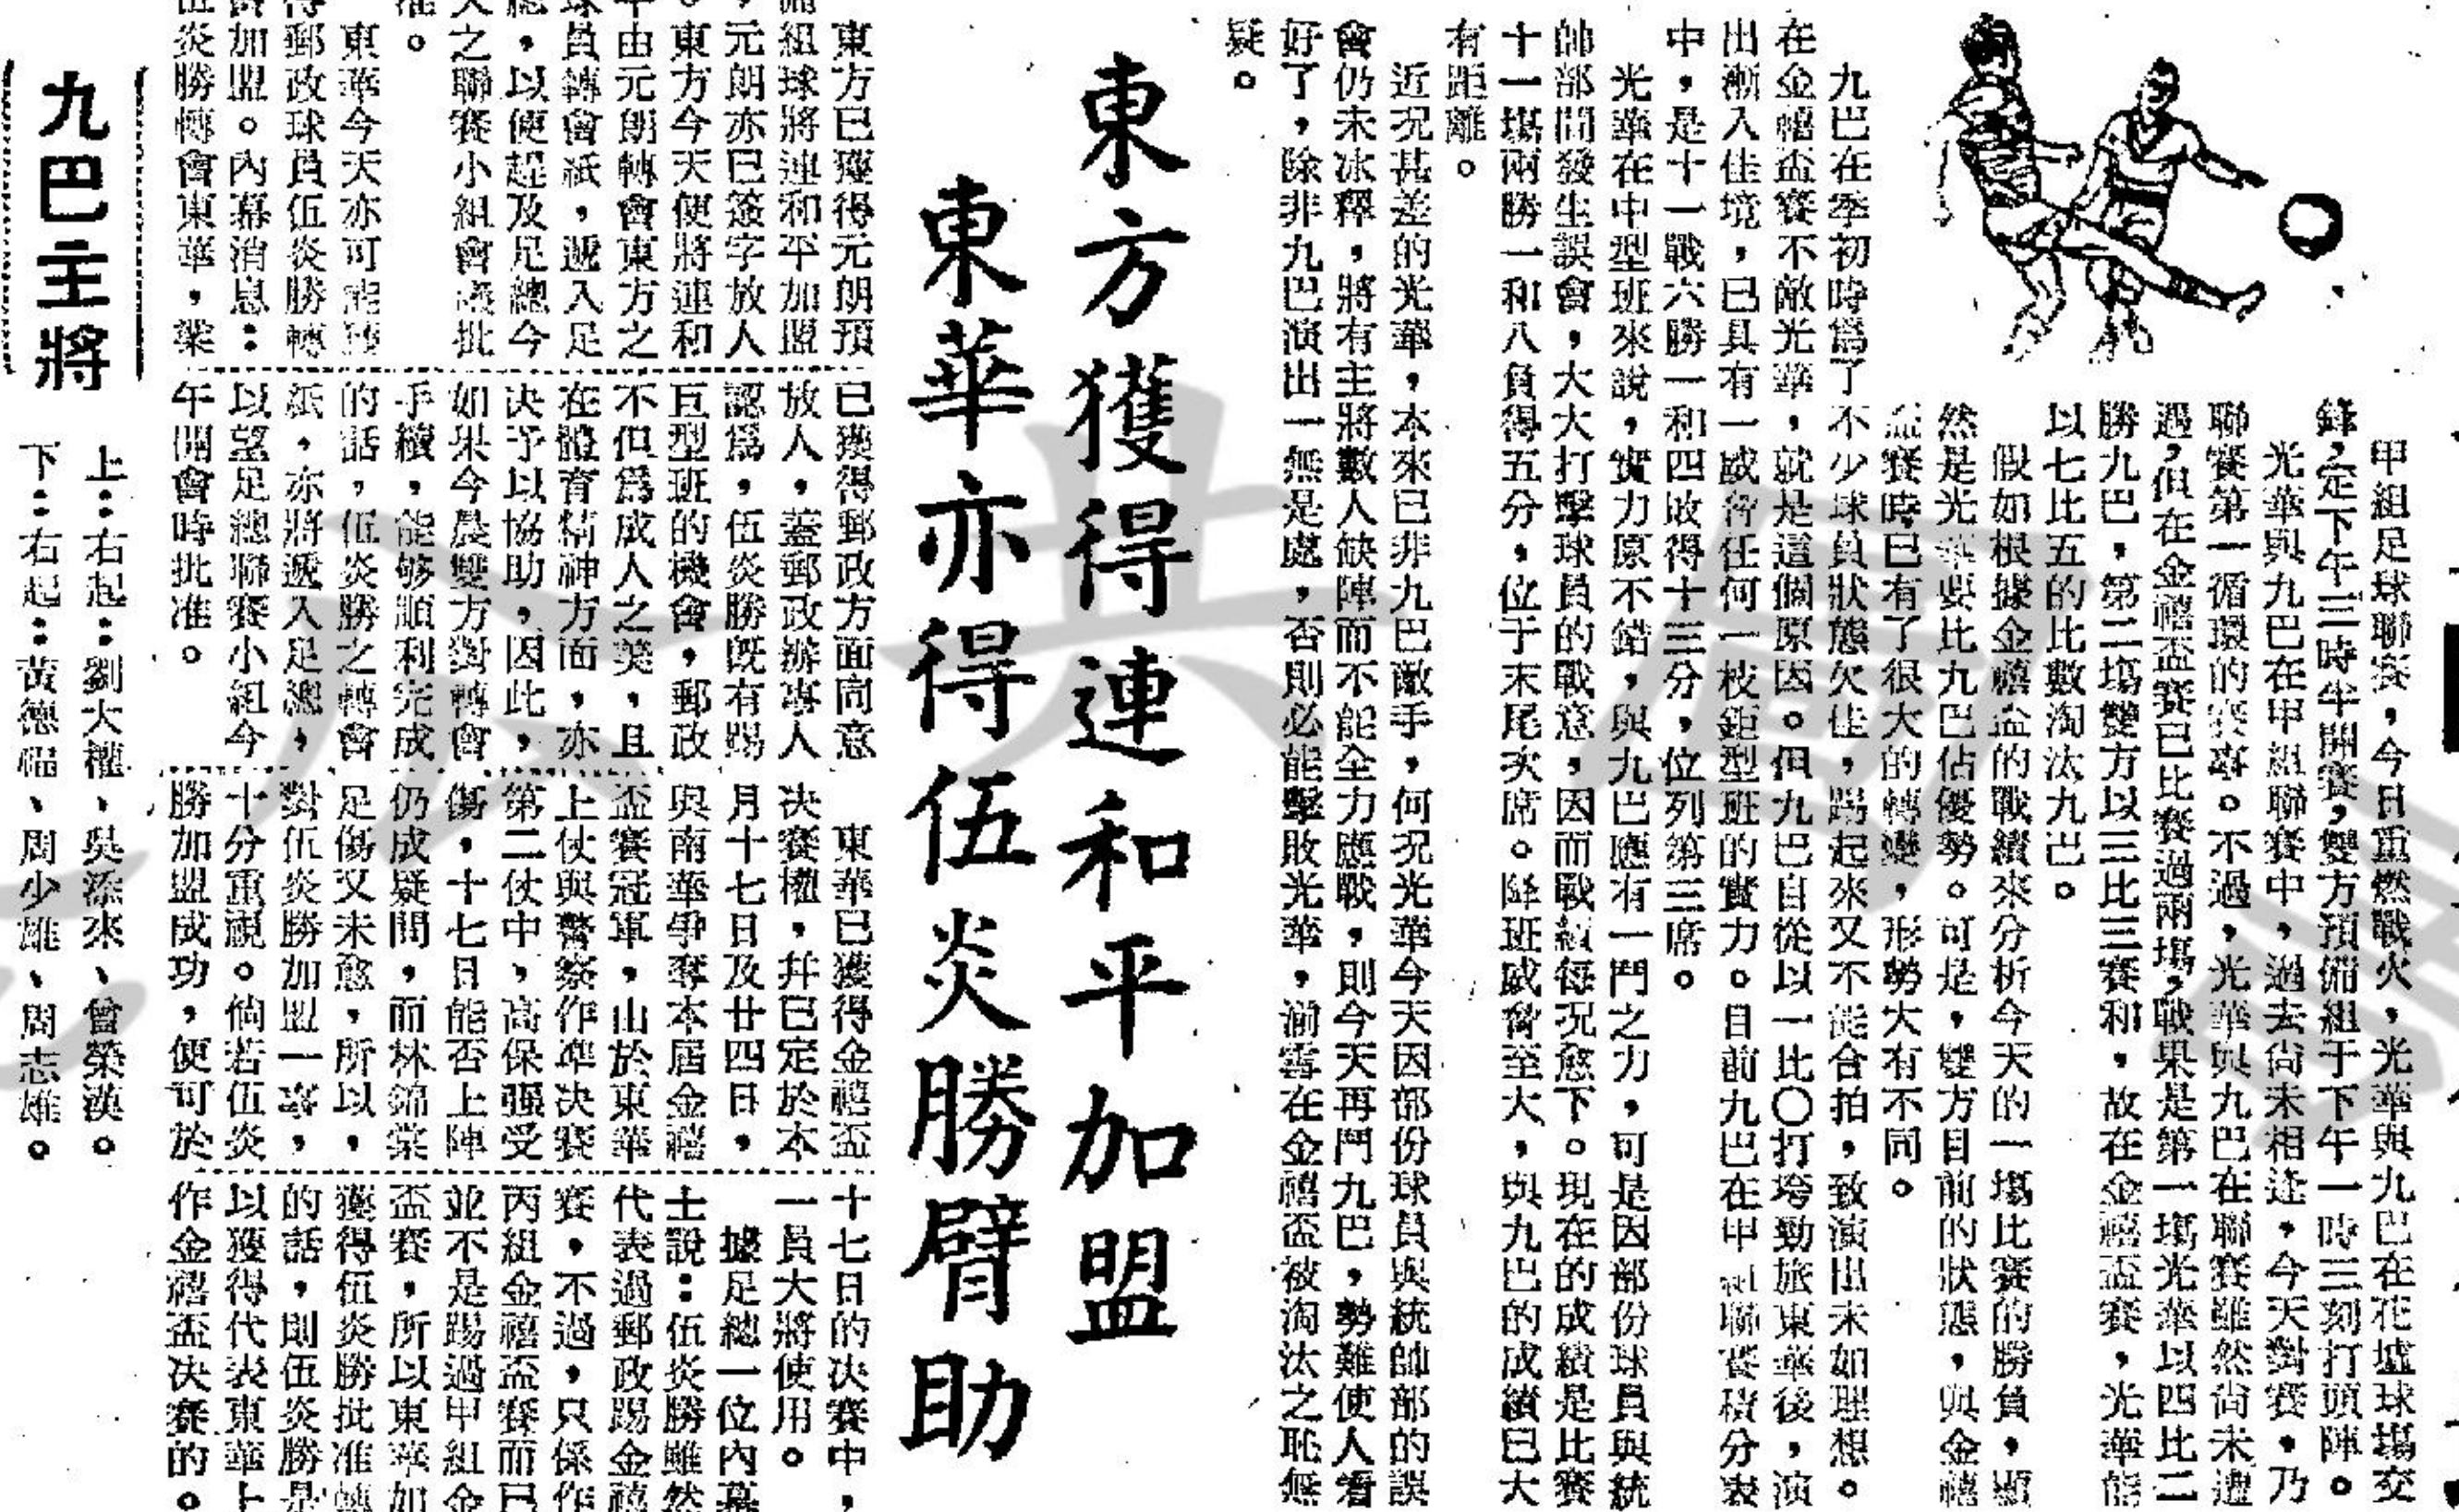 甲組足球聯賽，今日重燃戰火，光華與九巴在花墟球塲交
鋒，定下午三時半開賽，雙方預備組于下午一時三刻打頭陣。
光華與九巴在甲組聯賽中，過去尚未相逢，今天對賽，乃
聯賽第一循環的賽事。不過，光華與九巴在聯賽雖然尚未遭
遇，但在金禧盃賽已比賽過兩塲，戰果是第一塲光華以四比二
勝九巴，第二塲雙方以三比三賽和，故在金禧盃賽，光華能
以七比五的比數淘汰九巴。
假如根據金禧盃的戰績來分析今天的一塲比賽的勝負，顯
然是光華要比九巴佔優勢。可是，雙方目前的狀態，與金禧
盃賽時已有了很大的轉變，形勢大有不同。
九巴在季初時爲了不少球員狀態欠佳，踢起來又不能合拍，致演出未如理想。
在金禧盃賽不敵光華，就是這個原因。但九巴自從以一比〇打垮勁旅東華後，演
出漸入佳境，已具有一威脅任何一枝鉅型班的實力。目前九巴在甲組聯賽積分表
中，是十一戰六勝一和四敗得十三分，位列第三席。
光華在中型班來說，實力原不錯，與九巴應有一鬥之力，可是因部份球員與統
帥部間發生誤會，大大打擊球員的戰意，因而戰績每況愈下。現在的成績是比賽
十一塲兩勝一和八負得五分，位于末尾次席。降班威脅至大，與九巴的成績已大
有距離。
近況甚差的光華，本來已非九巴敵手，何況光華今天因部份球員與統帥部的誤
會仍未冰釋，將有主將數人缺陣而不能全力應戰，則今天再鬥九巴，勢難使人看
好了，除非九巴演出一無是處，否則必能擊敗光華，湔雪在金禧盃被淘汰之恥無
疑。
東方獲得連和平加盟
東華亦得伍炎勝臂助
東方已獲得元朗預
備組球將連和平加盟
，元朗亦已簽字放人
。東方今天便將連和
平由元朗轉會東方之
球員轉會紙，遞入足
總，以便趕及足總今
天之聯賽小組會議批
准。
東華今天亦可能獲
得郵政球員伍炎勝轉
會加盟。內幕消息：
伍炎勝轉會東華，業
已獲得郵政方面同意
放人，蓋郵政辦事人
認爲，伍炎勝既有踢
巨型班的機會，郵政
不但爲成人之美，且
在體育精神方面，亦
決予以協助，因此，
如果今晨雙方對轉會
手續，能够順利完成
的話，伍炎勝之轉會
紙，亦將遞入足總，
以望足總聯賽小組今
午開會時批准。
東華已獲得金禧盃
決賽權，幷已定於本
月十七日及廿四日，
與南華爭奪本屆金禧
盃賽冠軍，由於東華
上仗與警察作準決賽
第二仗中，高保强受
傷，十七日能否上陣
仍成疑問，而林錦棠
足傷又未愈，所以，
對伍炎勝加盟一事，
十分重視。倘若伍炎
勝加盟成功，便可於
十七日的決賽中，
一員大將使用。
據足總一位內幕
士說：伍炎勝雖然
代表過郵政踢金禧
賽，不過，只係作
丙組金禧盃賽而已
並不是踢過甲組金
盃賽，所以東華如
獲得伍炎勝批准轉
的話，則伍炎勝是
以獲得代表東華上
作金禧盃決賽的。
九巴主將
上：右起：劉大權、吳添來、曾榮漢。
下：右起：黃德福、周少雄、周志雄。